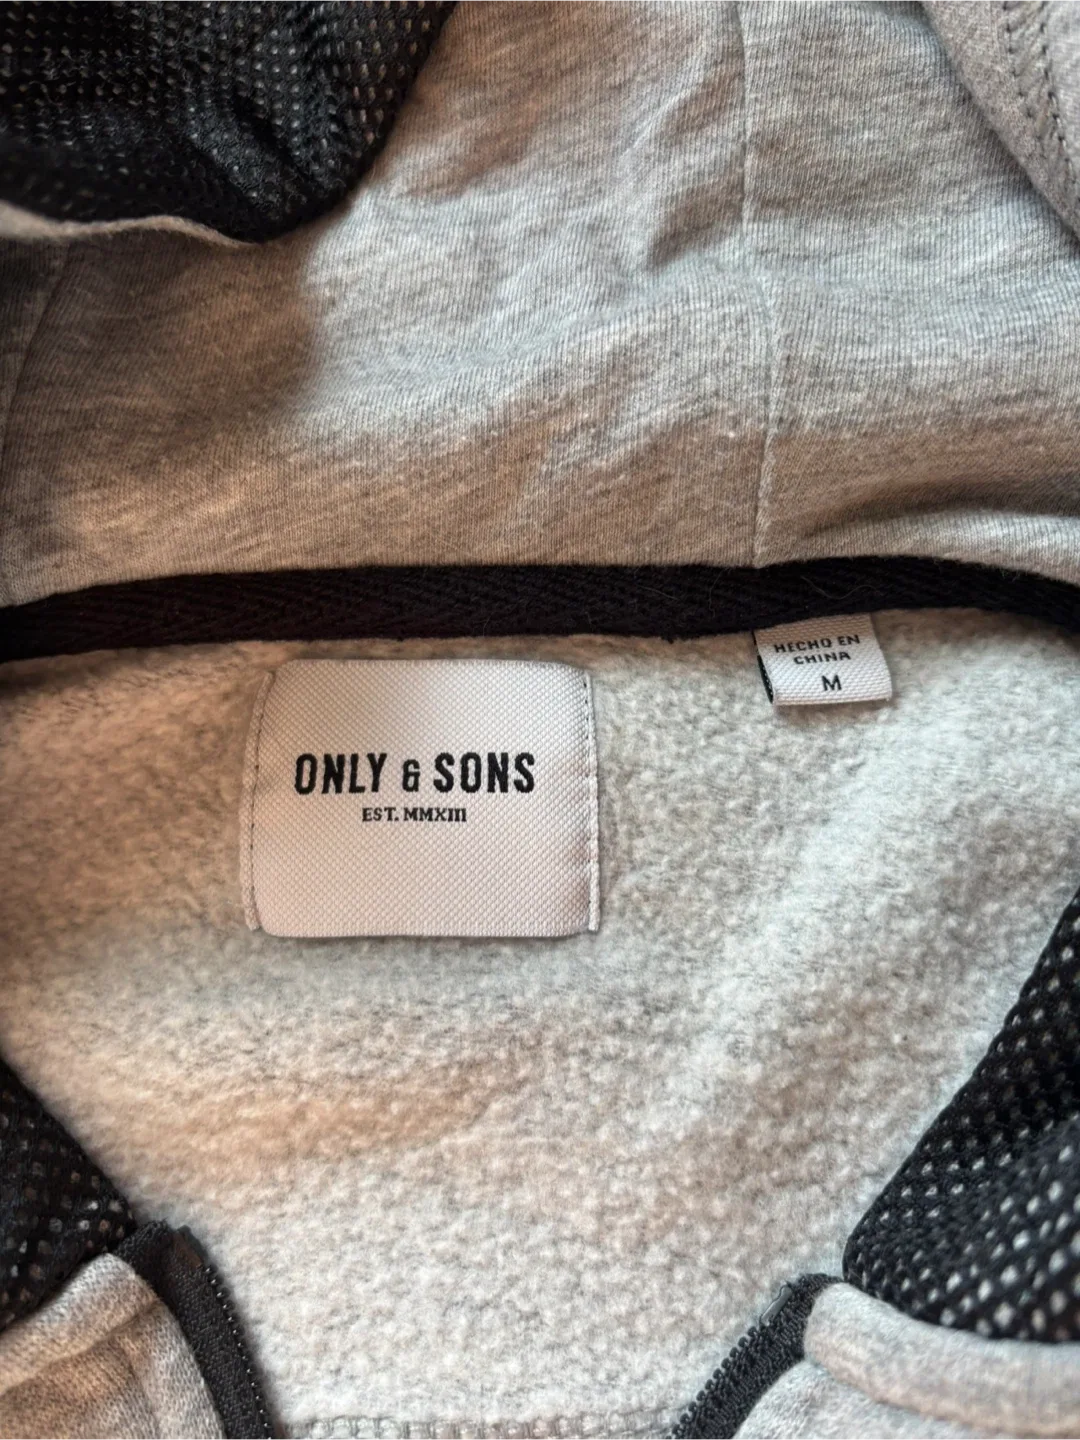 HECHO EN
CHINA
M
ONLY & SONS
EST. MMXIII